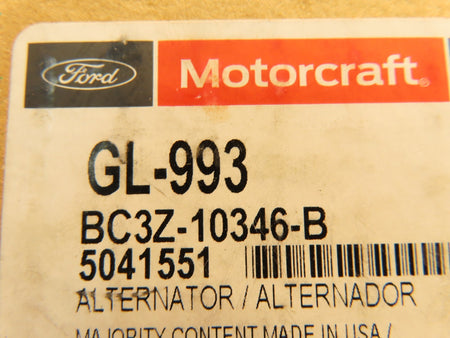 Ford Motorcraft
GL-993
BC3Z-10346-B
5041551
ALTERNATOR / ALTERNADOR
MAJORITY CONTENT MADE IN USA /